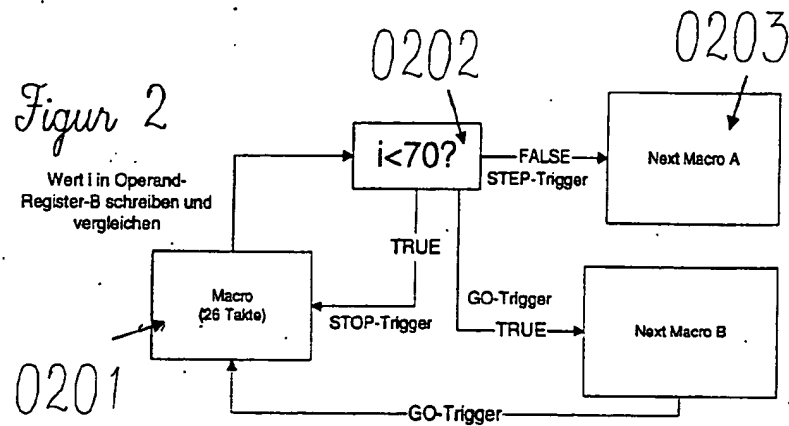 Figur 2
0202
0203
Wert i in Operand-
Register-B schreiben und
vergleichen
i<70?
FALSE
STEP-Trigger
Next Macro A
TRUE
STOP-Trigger
GO-Trigger
TRUE
Macro
(26 Takte)
Next Macro B
0201
GO-Trigger